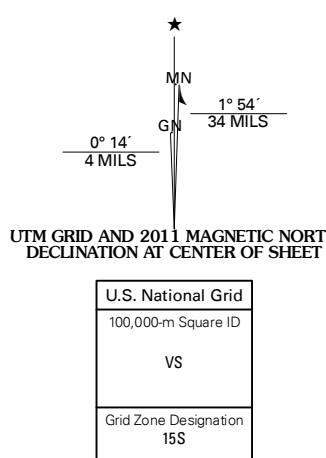 ★
MN
1° 54´
34 MILS
GN
0° 14´
4 MILS
UTM GRID AND 2011 MAGNETIC NORT
DECLINATION AT CENTER OF SHEET
U.S. National Grid
100,000-m Square ID
VS
Grid Zone Designation
15S